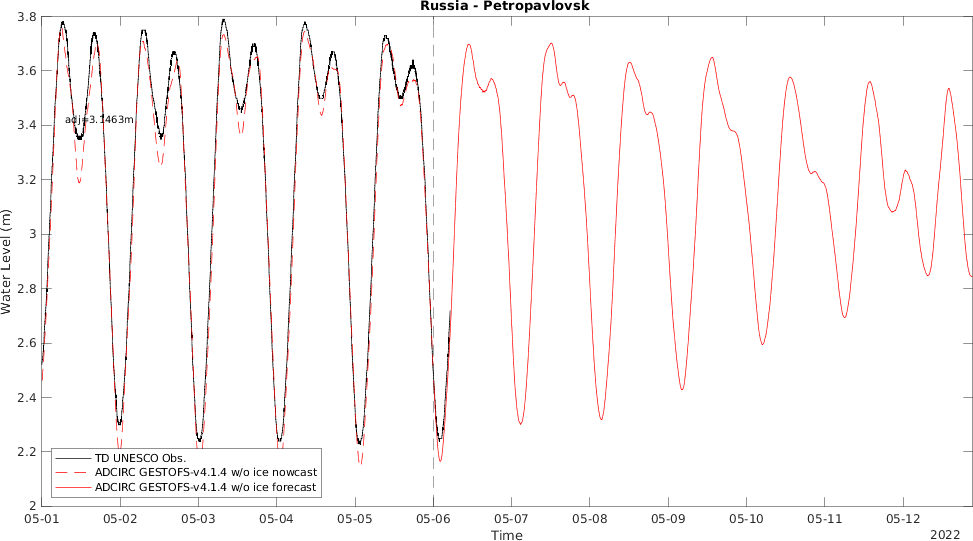 Russia - Petropavlovsk
3.8
3.6
3.4
3.2
3
2.8
2.6
2.4
2.2
2
Water Level (m)
adj=3.1463m
TD UNESCO Obs.
ADCIRC GESTOFS-v4.1.4 w/o ice nowcast
ADCIRC GESTOFS-v4.1.4 w/o ice forecast
05-01 05-02 05-03 05-04 05-05 05-06 05-07 05-08 05-09 05-10 05-11 05-12
Time
2022